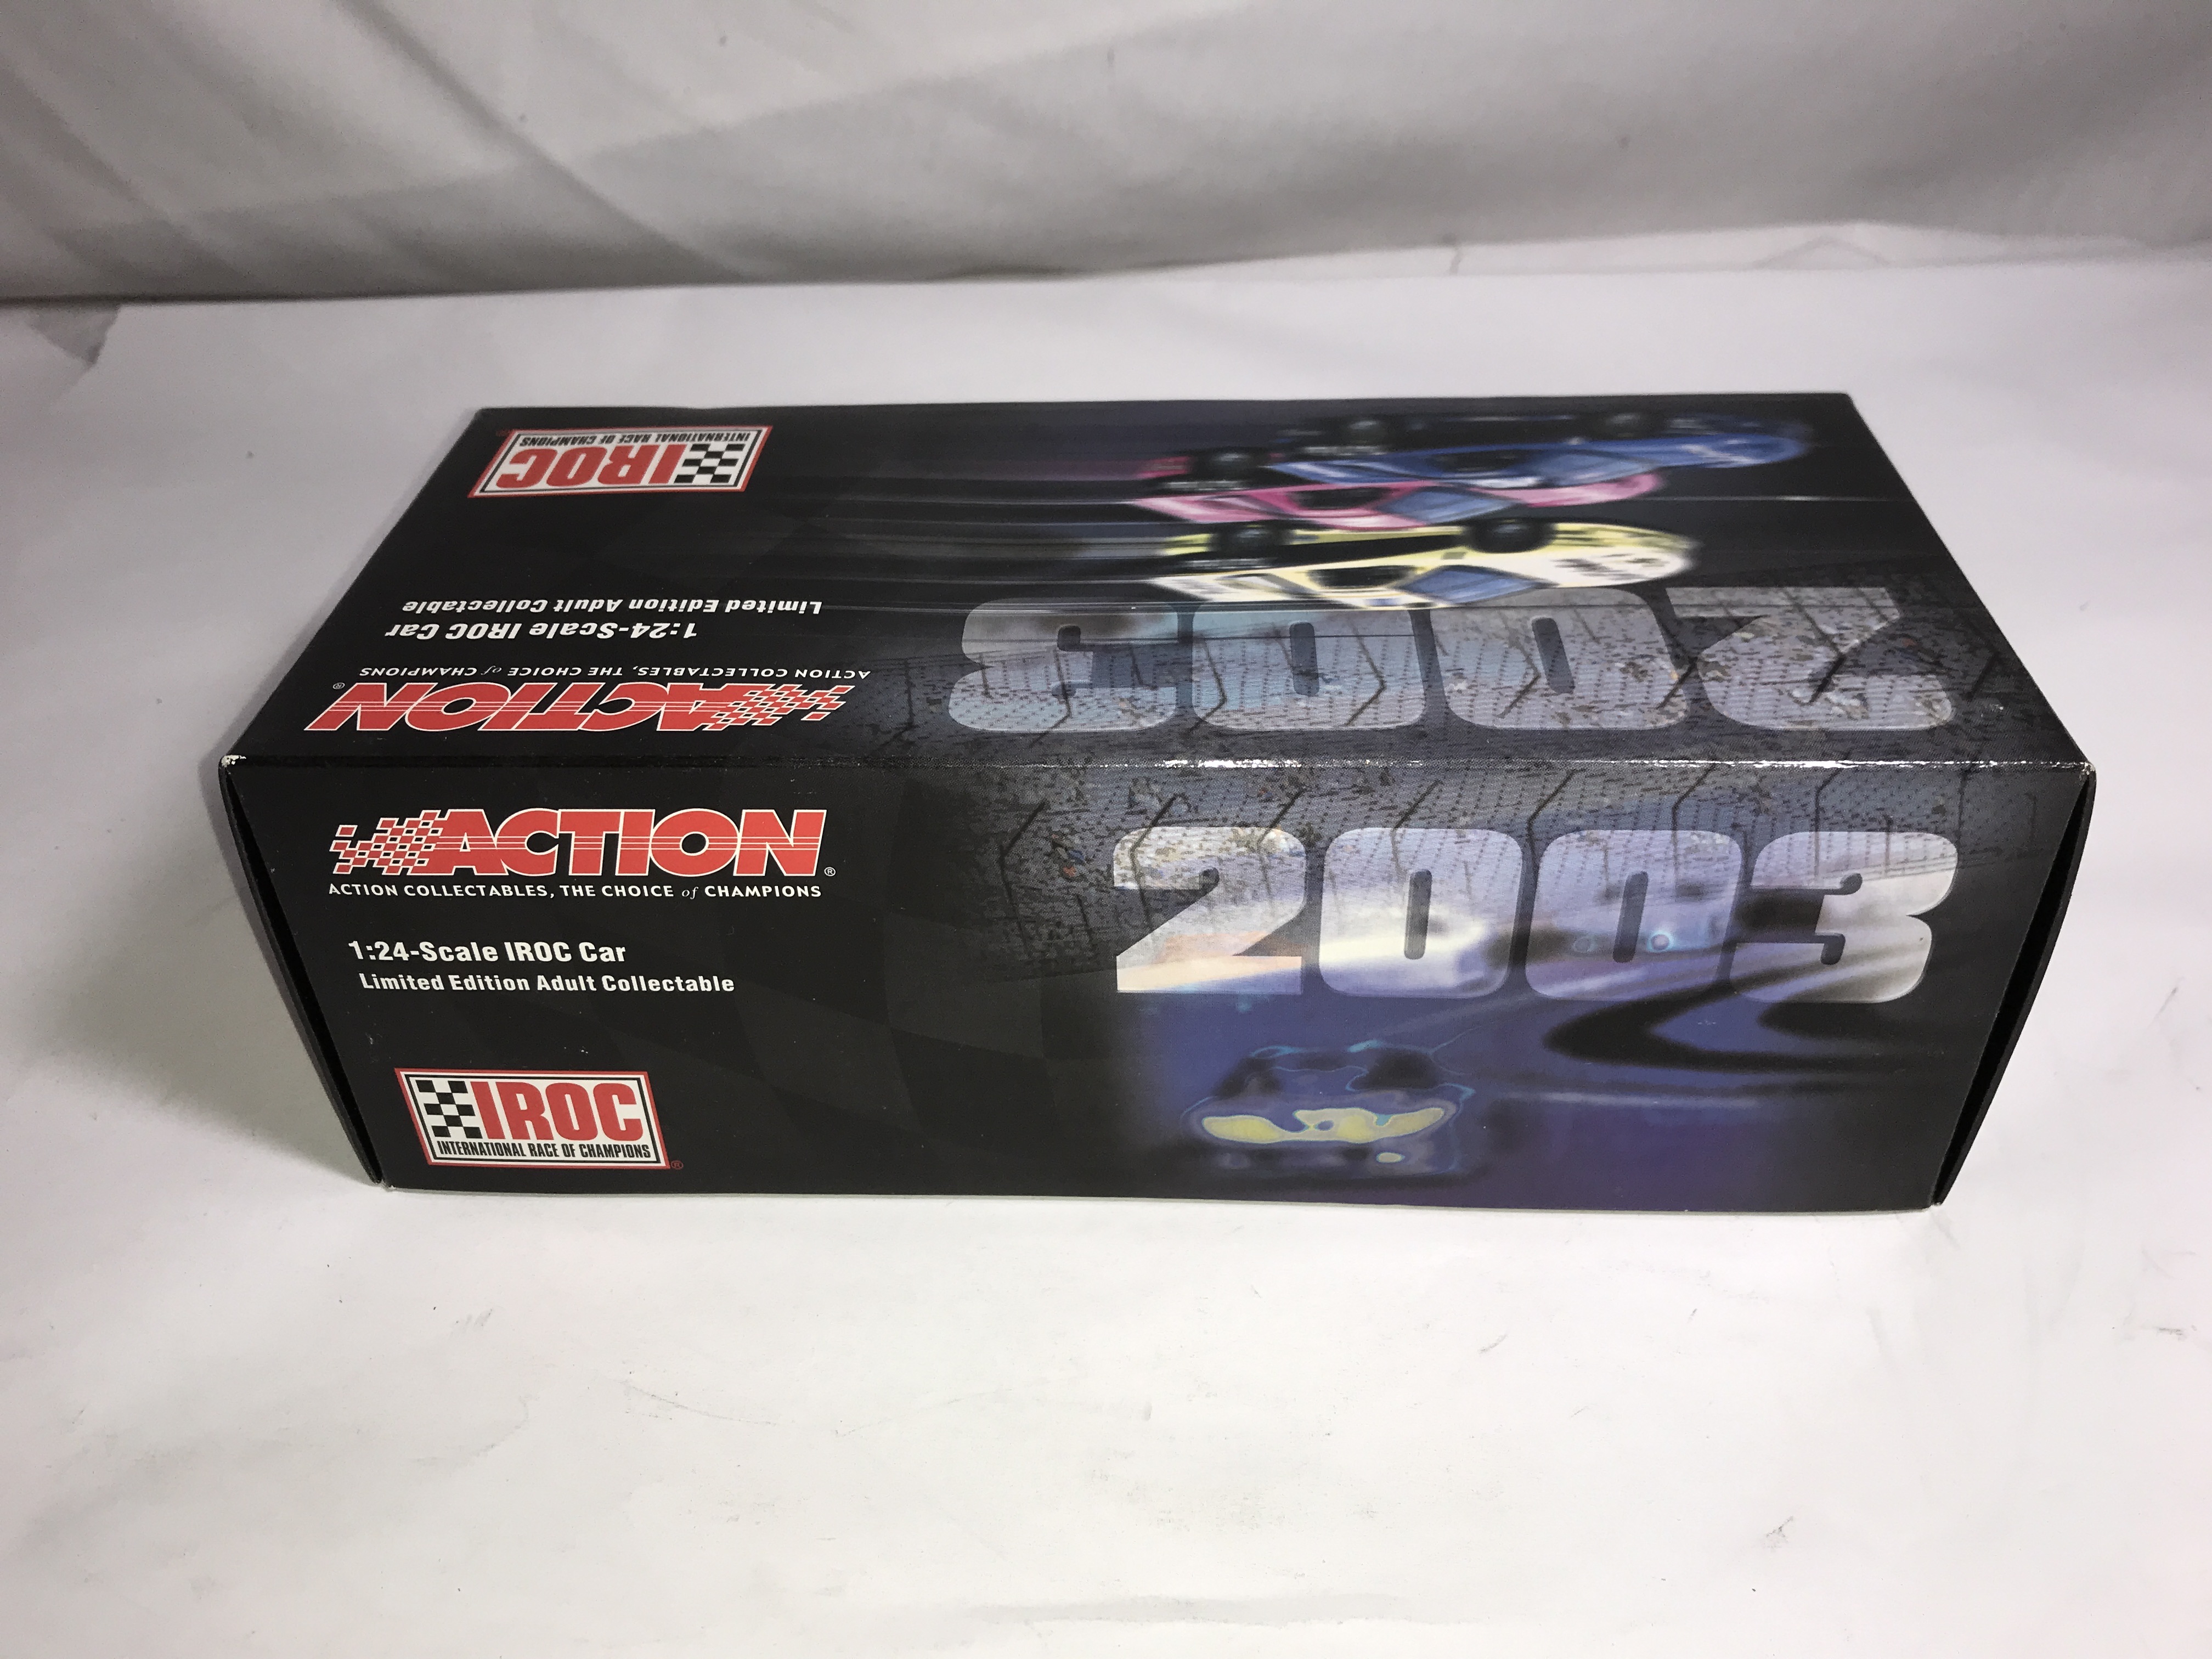 IROC
INTERNATIONAL RACE OF CHAMPIONS
®
Limited Edition Adult Collectable
1:24-Scale IROC Car
ACTION COLLECTABLES, THE CHOICE of CHAMPIONS
ACTION®
2003
ACTION®
ACTION COLLECTABLES, THE CHOICE of CHAMPIONS
1:24-Scale IROC Car
Limited Edition Adult Collectable
2003
IROC
INTERNATIONAL RACE OF CHAMPIONS
®